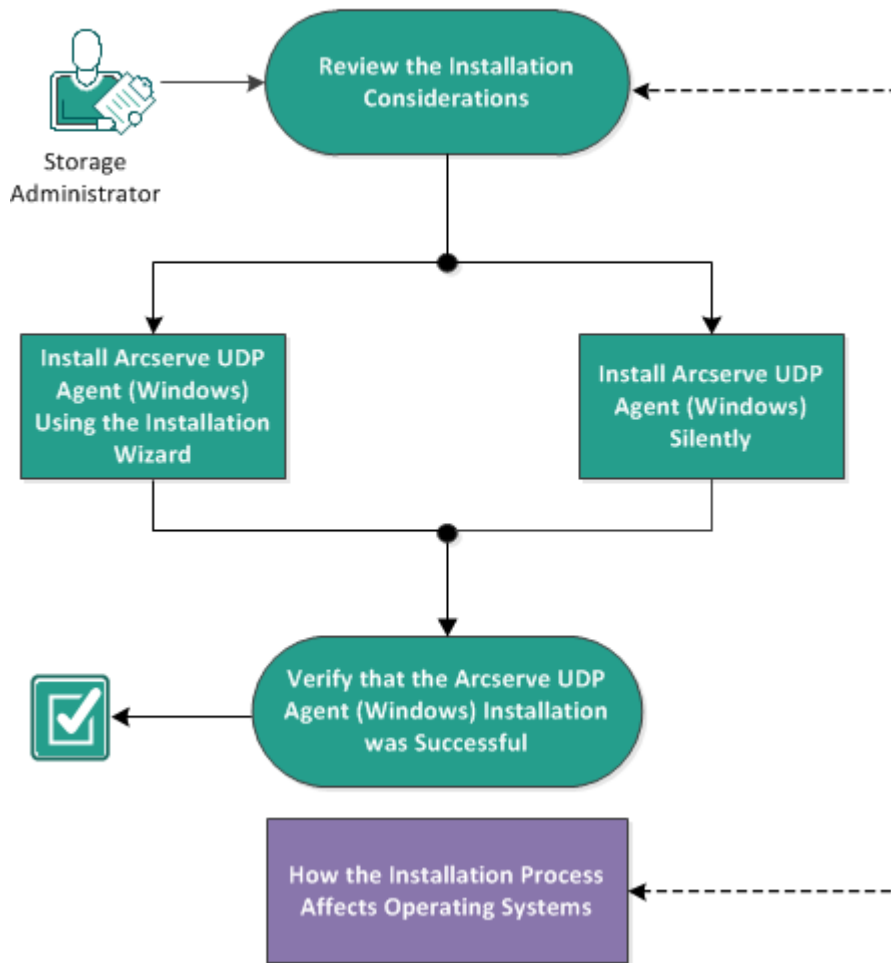 Review the Installation
Considerations
Storage
Administrator
Install Arcserve UDP
Agent (Windows)
Using the Installation
Wizard
Install Arcserve UDP
Agent (Windows)
Silently
Verify that the Arcserve UDP
Agent (Windows) Installation
was Successful
How the Installation Process
Affects Operating Systems